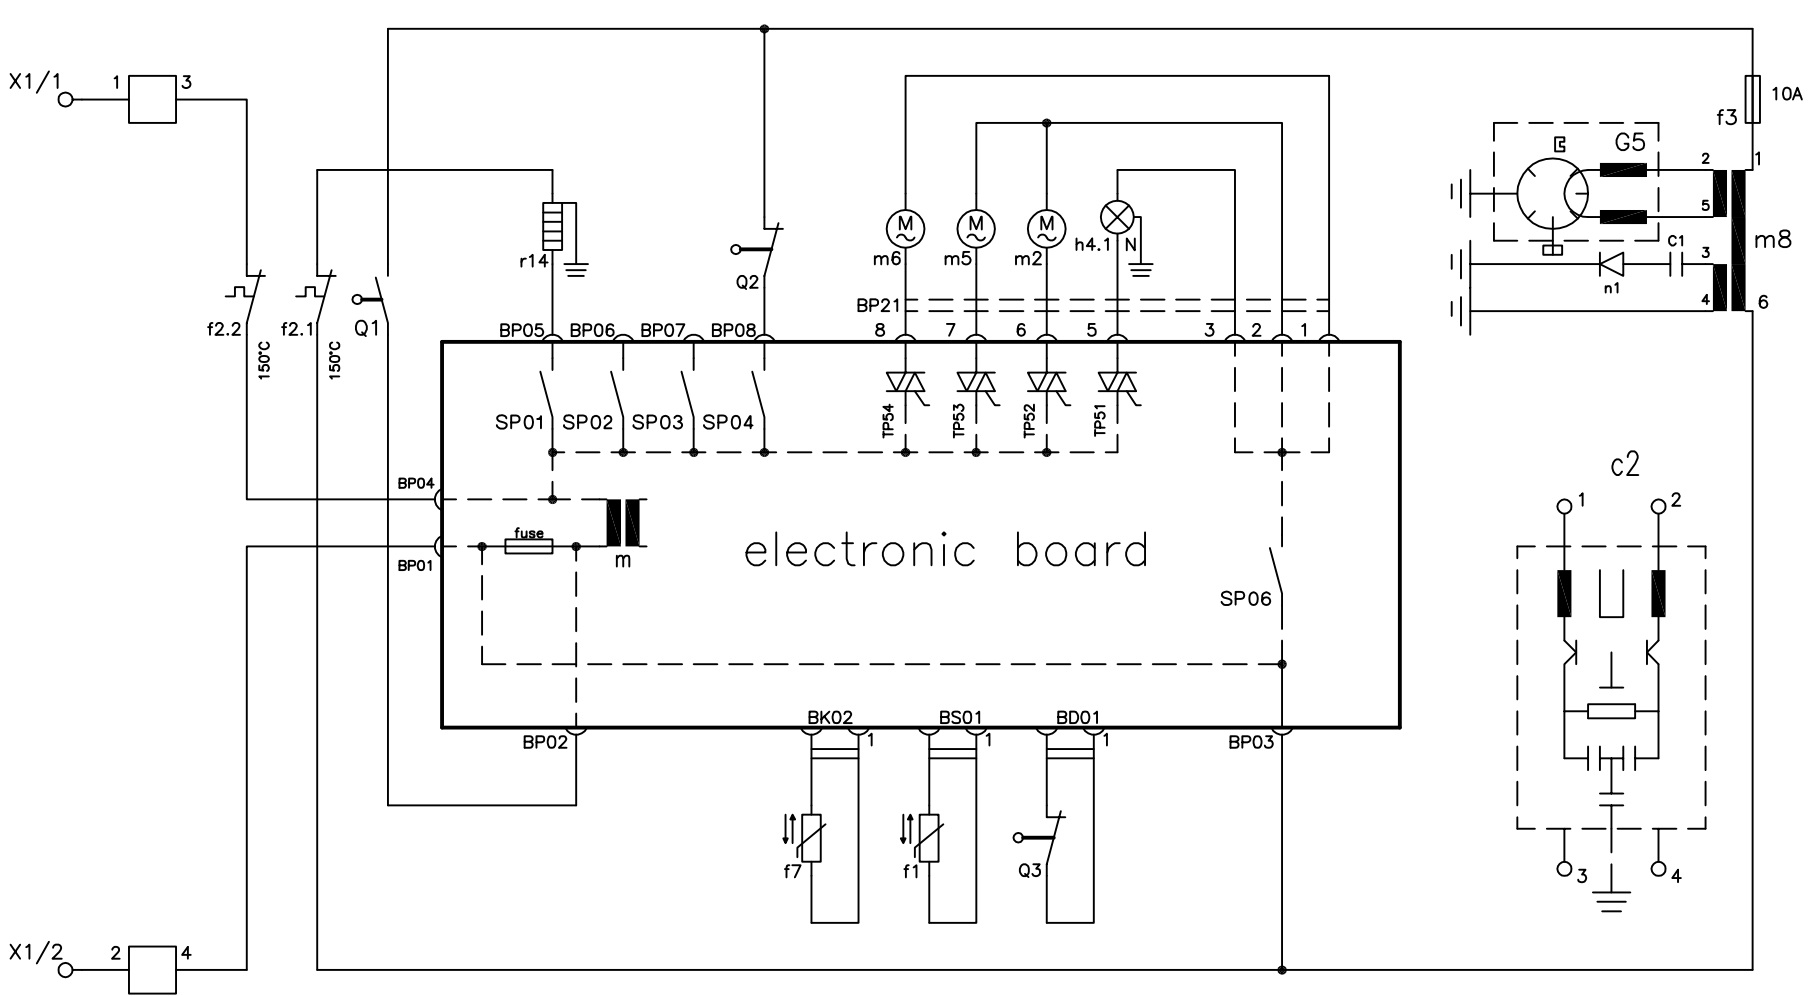 X1/1
1
3
10A
f3
G5
2
1
5
m8
C1
3
n1
4
6
M
M
M
r14
Q2
m6
m5
m2
h4.1
N
BP21
f2.2
f2.1
Q1
150°C
150°C
BP05
BP06
BP07
BP08
8
7
6
5
3
2
1
SP01
SP02
SP03
SP04
TP54
TP53
TP52
TP51
BP04
fuse
m
BP01
electronic board
SP06
c2
1
2
BK02
BS01
BD01
BP02
1
1
1
BP03
f7
f1
Q3
3
4
X1/2
2
4